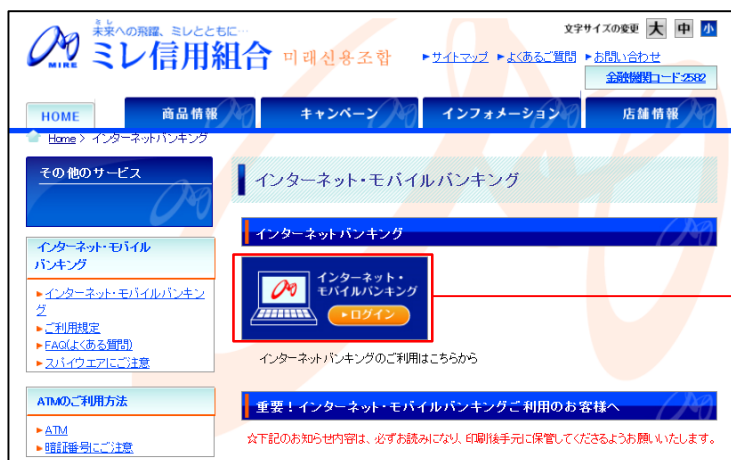 未来への飛躍、ミレとともに…
みら
文字サイズの変更 大 中 小
MIRE
ミレ信用組合 미래신용조합
サイトマップ よくあるご質問 お問い合わせ
金融機関コード:2582
HOME 商品情報 キャンペーン インフォメーション 店舗情報
Home > インターネットバンキング
その他のサービス
インターネット・モバイルバンキング
インターネットバンキング
インターネット・モバイル
バンキング
インターネット・モバイルバンキン
グ
ご利用規定
FAQ(よくある質問)
スパイウエアにご注意
インターネット・
モバイルバンキング
ログイン
インターネットバンキングのご利用はこちらから
ATMのご利用方法
ATM
暗証番号にご注意
重要!インターネット・モバイルバンキングご利用のお客様へ
☆下記のお知らせ内容は、必ずお読みになり、印刷後手元に保管してくださるようお願いいたします。